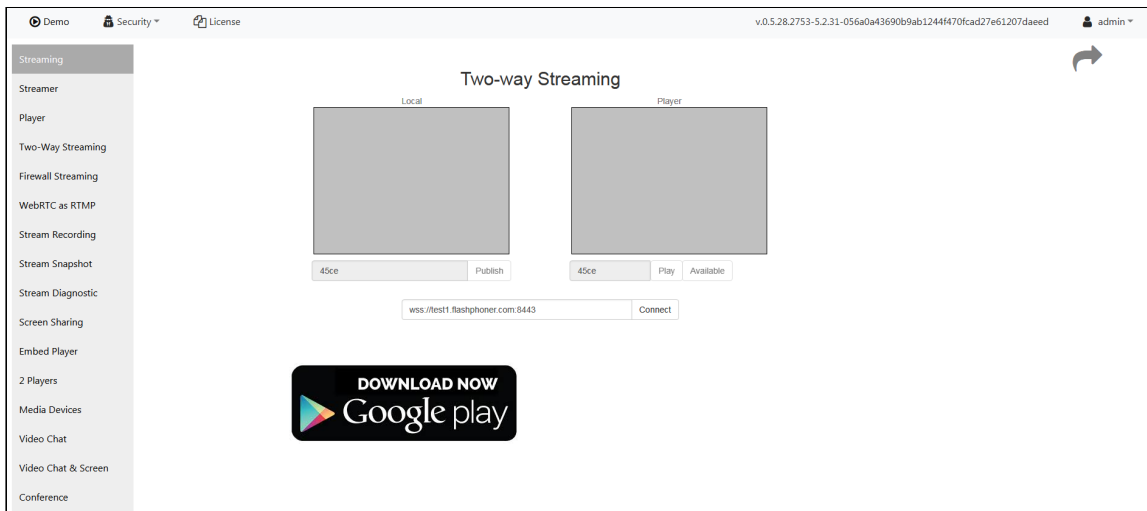 Demo Security License v.0.5.28.2753-5.2.31-056a0a43690b9ab1244f470fcad27e61207daeed admin
Streaming
Streamer
Player
Two-Way Streaming
Firewall Streaming
WebRTC as RTMP
Stream Recording
Stream Snapshot
Stream Diagnostic
Screen Sharing
Embed Player
2 Players
Media Devices
Video Chat
Video Chat & Screen
Conference
Two-way Streaming
Local Player
45ce Publish 45ce Play Available
wss://test1.flashphoner.com:8443 Connect
DOWNLOAD NOW
Google play